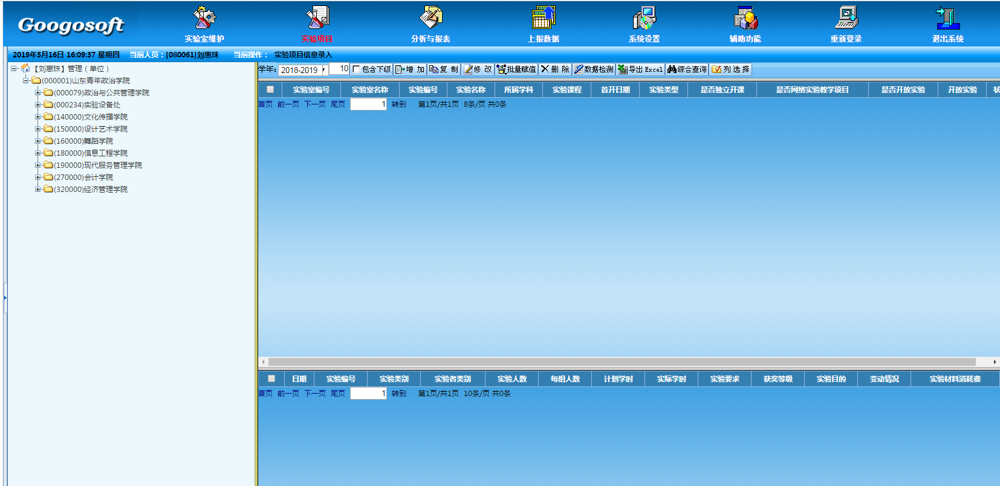 Googosoft
实验室维护 实验项目 分析与报表 上报数据 系统设置 辅助功能 重新登录 退出系统
2019年5月16日 16:09:37 星期四 当前人员：[080061]刘惠珠 当前操作： 实验项目信息录入
【刘惠珠】管理（单位）
(000001)山东青年政治学院
(000079)政治与公共管理学院
(000234)实验设备处
(140000)文化传播学院
(150000)设计艺术学院
(160000)舞蹈学院
(180000)信息工程学院
(190000)现代服务管理学院
(270000)会计学院
(320000)经济管理学院
学年: 2018-2019 10 包含下级 增 加 复 制 修 改 批量赋值 删 除 数据检测 导出Excel 综合查询 列 选 择
实验室编号 实验室名称 实验编号 实验名称 所属学科 实验课程 首开日期 实验类型 是否独立开课 是否网络实验教学项目 是否开放实验 开放实验 状
首页 前一页 下一页 尾页 1 转到 第1页/共1页 8条/页 共0条
日期 实验编号 实验类别 实验者类别 实验人数 每组人数 计划学时 实际学时 实验要求 获奖等级 实验目的 变动情况 实验材料消耗费
首页 前一页 下一页 尾页 1 转到 第1页/共1页 10条/页 共0条